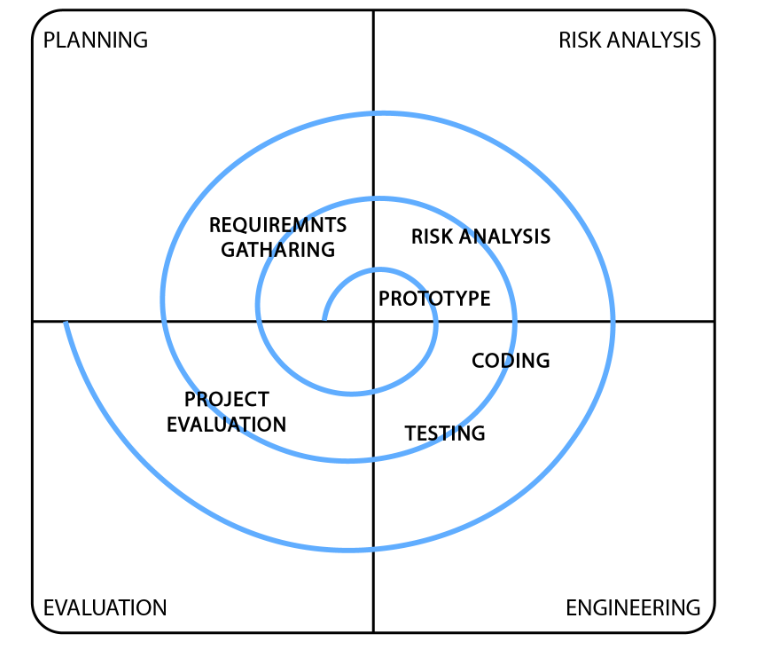 PLANNING
RISK ANALYSIS
REQUIREMNTS
GATHARING
RISK ANALYSIS
PROTOTYPE
CODING
PROJECT
EVALUATION
TESTING
EVALUATION
ENGINEERING